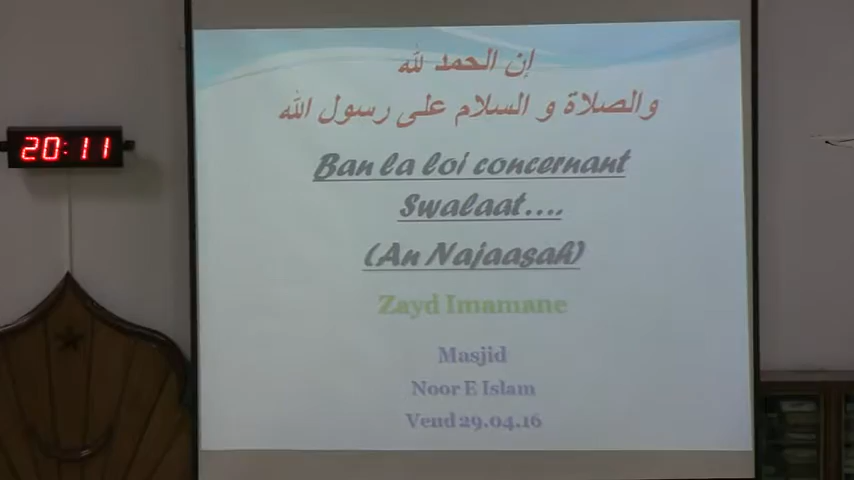 20:11
إن الحمد لله
والصلاة و السلام على رسول الله
Ban La loi concernant
Swalaat....
(An Najaasah)
Zayd Imamane
Masjid
Noor E Islam
Vend 29.04.16